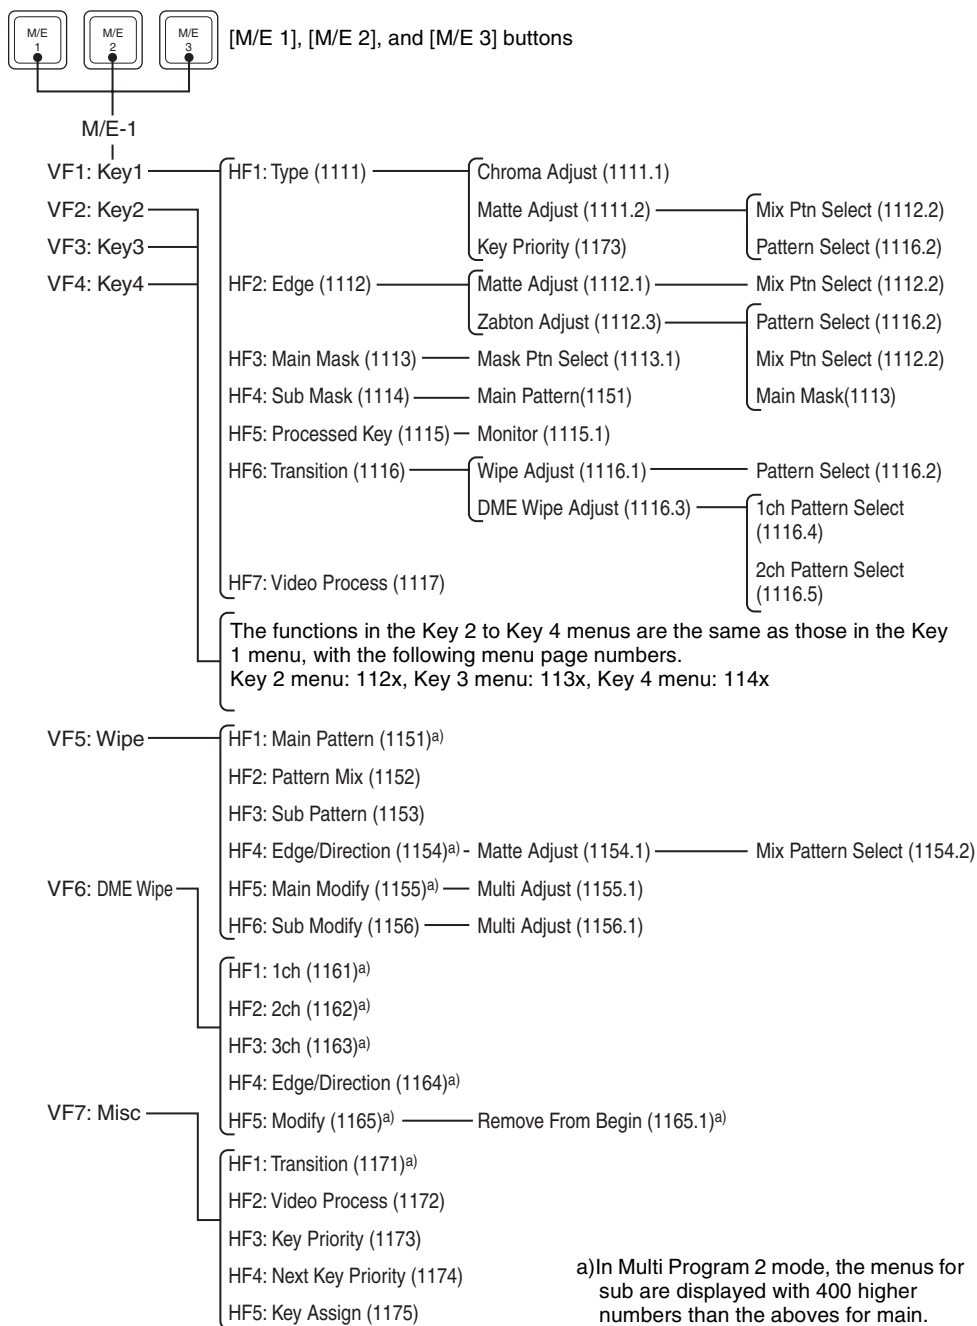 M/E 1
M/E 2
M/E 3
[M/E 1], [M/E 2], and [M/E 3] buttons
M/E-1
VF1: Key1
HF1: Type (1111)
Chroma Adjust (1111.1)
VF2: Key2
Matte Adjust (1111.2)
Mix Ptn Select (1112.2)
VF3: Key3
Key Priority (1173)
Pattern Select (1116.2)
VF4: Key4
HF2: Edge (1112)
Matte Adjust (1112.1)
Mix Ptn Select (1112.2)
Zabton Adjust (1112.3)
Pattern Select (1116.2)
HF3: Main Mask (1113)
Mask Ptn Select (1113.1)
Mix Ptn Select (1112.2)
HF4: Sub Mask (1114)
Main Pattern(1151)
Main Mask(1113)
HF5: Processed Key (1115)
Monitor (1115.1)
HF6: Transition (1116)
Wipe Adjust (1116.1)
Pattern Select (1116.2)
DME Wipe Adjust (1116.3)
1ch Pattern Select
(1116.4)
2ch Pattern Select
(1116.5)
HF7: Video Process (1117)
The functions in the Key 2 to Key 4 menus are the same as those in the Key
1 menu, with the following menu page numbers.
Key 2 menu: 112x, Key 3 menu: 113x, Key 4 menu: 114x
VF5: Wipe
HF1: Main Pattern (1151)a)
HF2: Pattern Mix (1152)
HF3: Sub Pattern (1153)
HF4: Edge/Direction (1154)a)
Matte Adjust (1154.1)
Mix Pattern Select (1154.2)
VF6: DME Wipe
HF5: Main Modify (1155)a)
Multi Adjust (1155.1)
HF6: Sub Modify (1156)
Multi Adjust (1156.1)
HF1: 1ch (1161)a)
HF2: 2ch (1162)a)
HF3: 3ch (1163)a)
HF4: Edge/Direction (1164)a)
VF7: Misc
HF5: Modify (1165)a)
Remove From Begin (1165.1)a)
HF1: Transition (1171)a)
HF2: Video Process (1172)
HF3: Key Priority (1173)
HF4: Next Key Priority (1174)
HF5: Key Assign (1175)
a)In Multi Program 2 mode, the menus for
sub are displayed with 400 higher
numbers than the aboves for main.